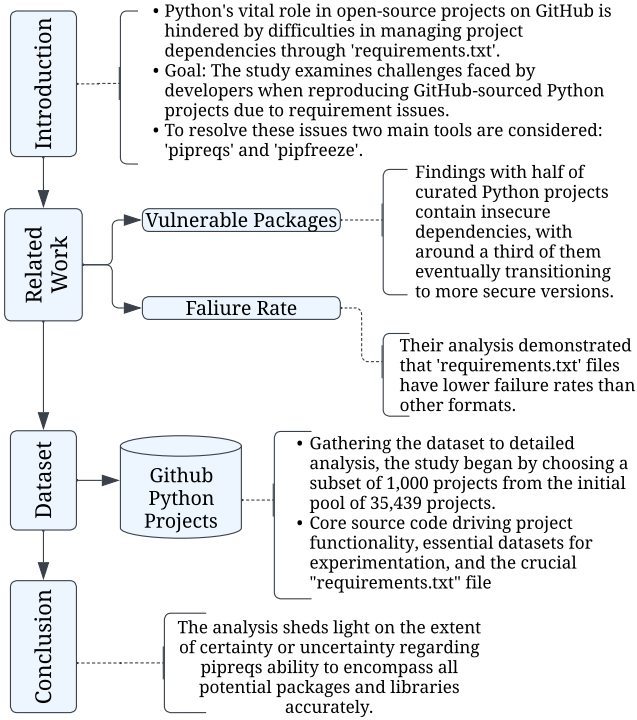 Introduction
• Python's vital role in open-source projects on GitHub is
hindered by difficulties in managing project
dependencies through 'requirements.txt'.
• Goal: The study examines challenges faced by
developers when reproducing GitHub-sourced Python
projects due to requirement issues.
• To resolve these issues two main tools are considered:
'pipreqs' and 'pipfreeze'.
Related
Work
Vulnerable Packages
Findings with half of
curated Python projects
contain insecure
dependencies, with
around a third of them
eventually transitioning
to more secure versions.
Faliure Rate
Their analysis demonstrated
that 'requirements.txt' files
have lower failure rates than
other formats.
Dataset
Github
Python
Projects
• Gathering the dataset to detailed
analysis, the study began by choosing a
subset of 1,000 projects from the initial
pool of 35,439 projects.
• Core source code driving project
functionality, essential datasets for
experimentation, and the crucial
"requirements.txt" file
Conclusion
The analysis sheds light on the extent
of certainty or uncertainty regarding
pipreqs ability to encompass all
potential packages and libraries
accurately.